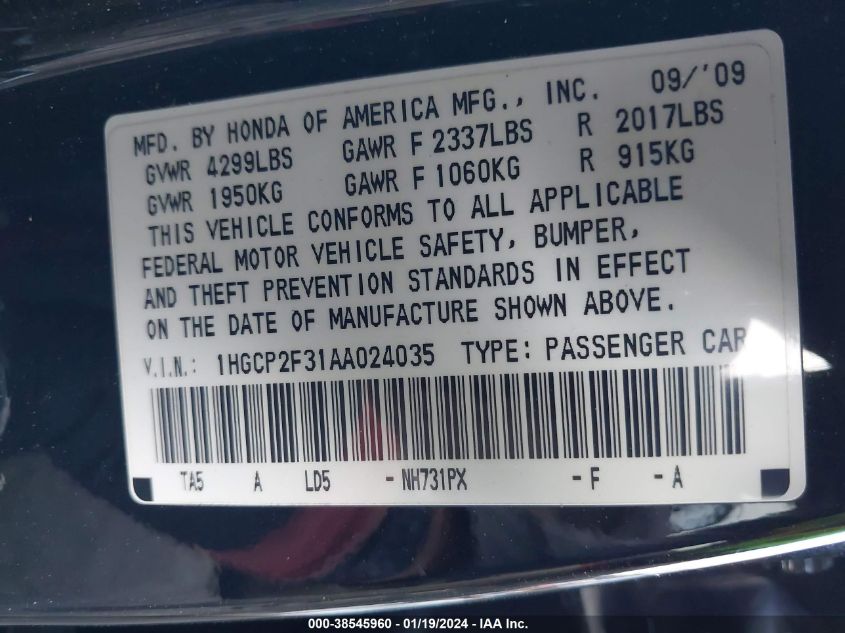 MFD. BY HONDA OF AMERICA MFG., INC. 09/'09
GVWR 4299LBS GAWR F 2337LBS R 2017LBS
GVWR 1950KG GAWR F 1060KG R 915KG
THIS VEHICLE CONFORMS TO ALL APPLICABLE
FEDERAL MOTOR VEHICLE SAFETY, BUMPER,
AND THEFT PREVENTION STANDARDS IN EFFECT
ON THE DATE OF MANUFACTURE SHOWN ABOVE.
V.I.N.: 1HGCP2F31AA024035 TYPE: PASSENGER CAR
TA5 A LD5 -NH731PX -F -A
000-38545960 - 01/19/2024 - IAA Inc.